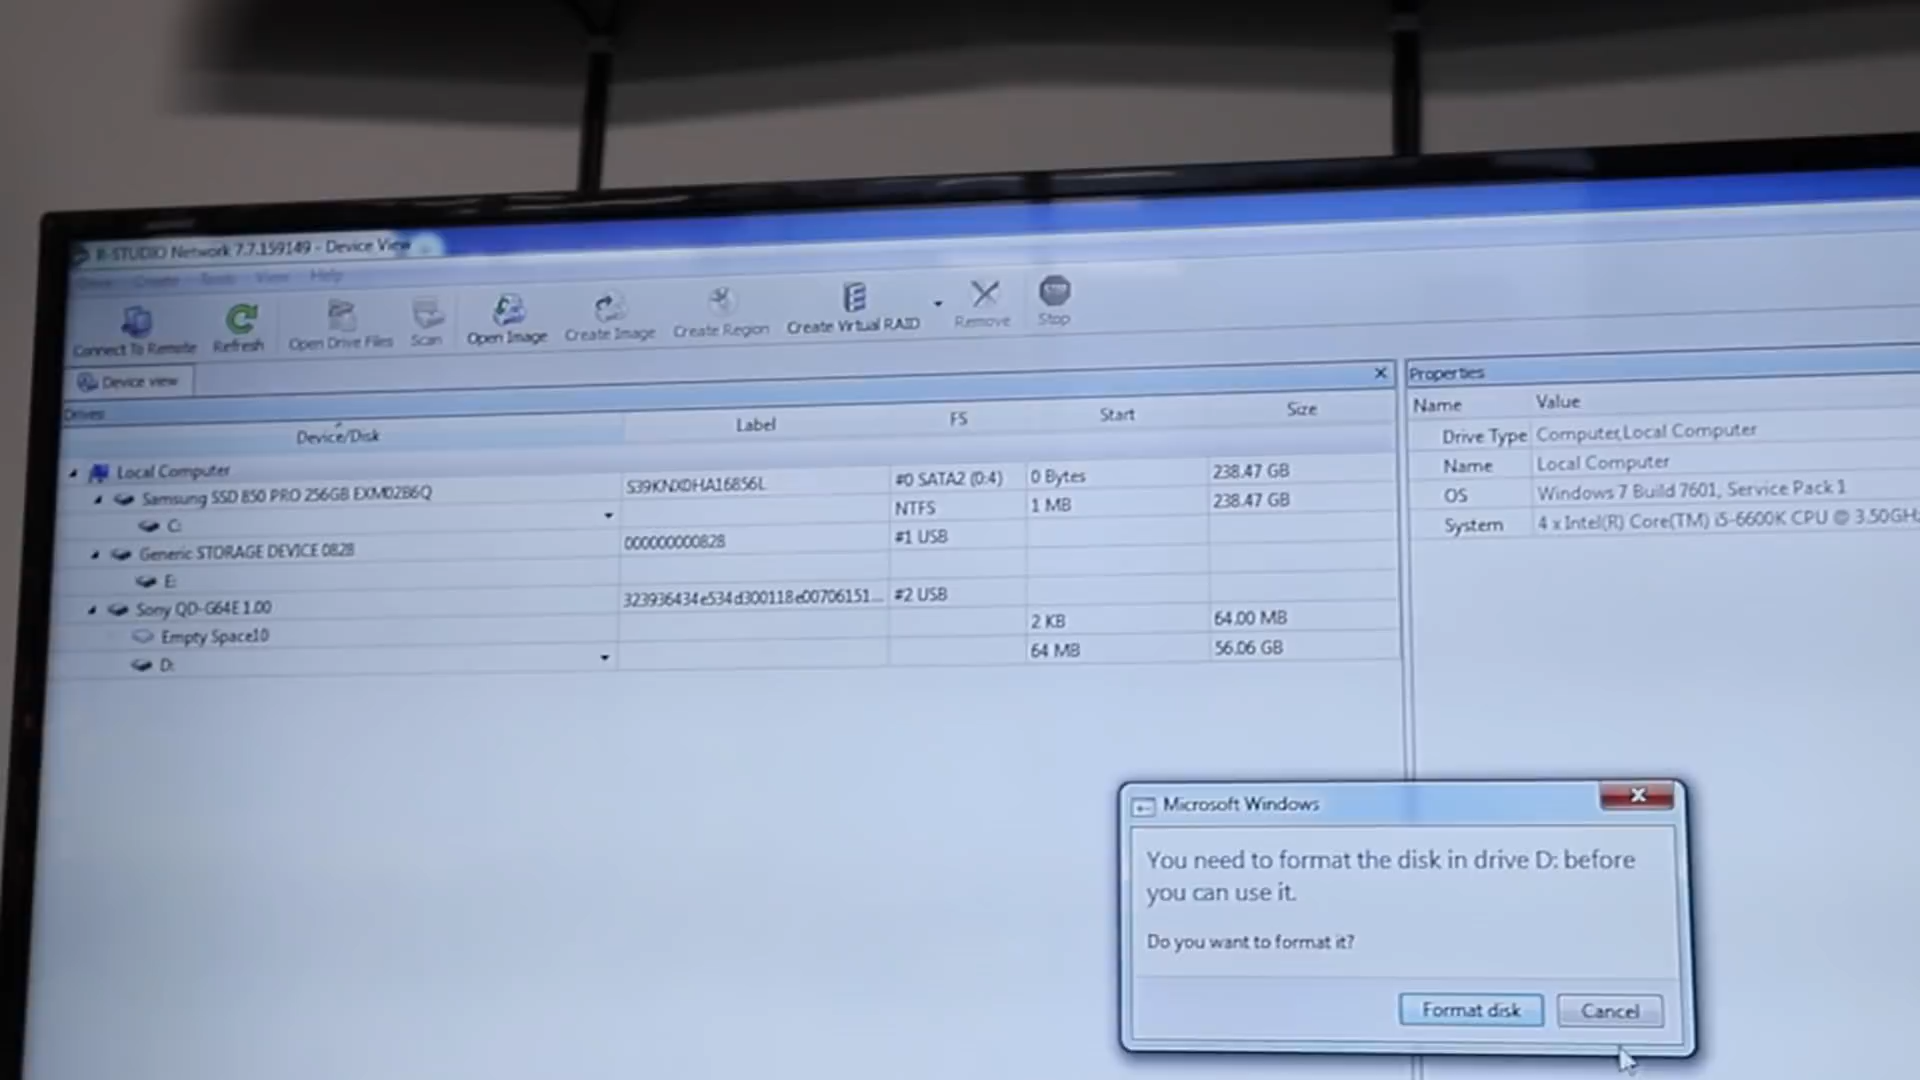 R-STUDIO Network 7.7.159149 - Device View
Create Tools View Help
Connect To Remote Refresh Open Drive Files Scan Open Image Create Image Create Region Create Virtual RAID Remove Stop
Device view
Drives
Device/Disk Label FS Start Size
Local Computer
Samsung SSD 850 PRO 256GB EXM02B6Q S39KNXDHA16856L #0 SATA2 (0:4) 0 Bytes 238.47 GB
C: NTFS 1 MB 238.47 GB
Generic STORAGE DEVICE 0828 000000000828 #1 USB
E:
Sony QD-G64E 1.00 323936434e534d300118e00706151... #2 USB
Empty Space10 2 KB 64.00 MB
D: 64 MB 56.06 GB
Properties
Name Value
Drive Type Computer,Local Computer
Name Local Computer
OS Windows 7 Build 7601, Service Pack 1
System 4 x Intel(R) Core(TM) i5-6600K CPU @ 3.50GHz
Microsoft Windows
You need to format the disk in drive D: before
you can use it.
Do you want to format it?
Format disk Cancel